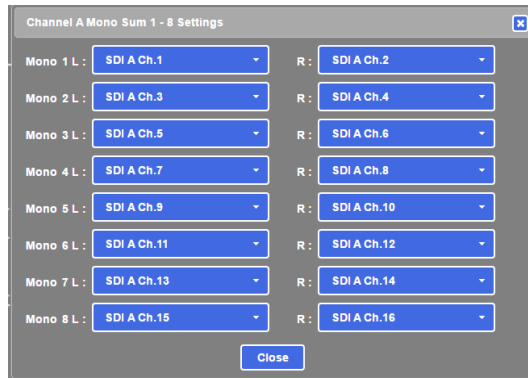 Channel A Mono Sum 1 - 8 Settings
Mono 1 L : SDI A Ch.1 R : SDI A Ch.2
Mono 2 L : SDI A Ch.3 R : SDI A Ch.4
Mono 3 L : SDI A Ch.5 R : SDI A Ch.6
Mono 4 L : SDI A Ch.7 R : SDI A Ch.8
Mono 5 L : SDI A Ch.9 R : SDI A Ch.10
Mono 6 L : SDI A Ch.11 R : SDI A Ch.12
Mono 7 L : SDI A Ch.13 R : SDI A Ch.14
Mono 8 L : SDI A Ch.15 R : SDI A Ch.16
Close